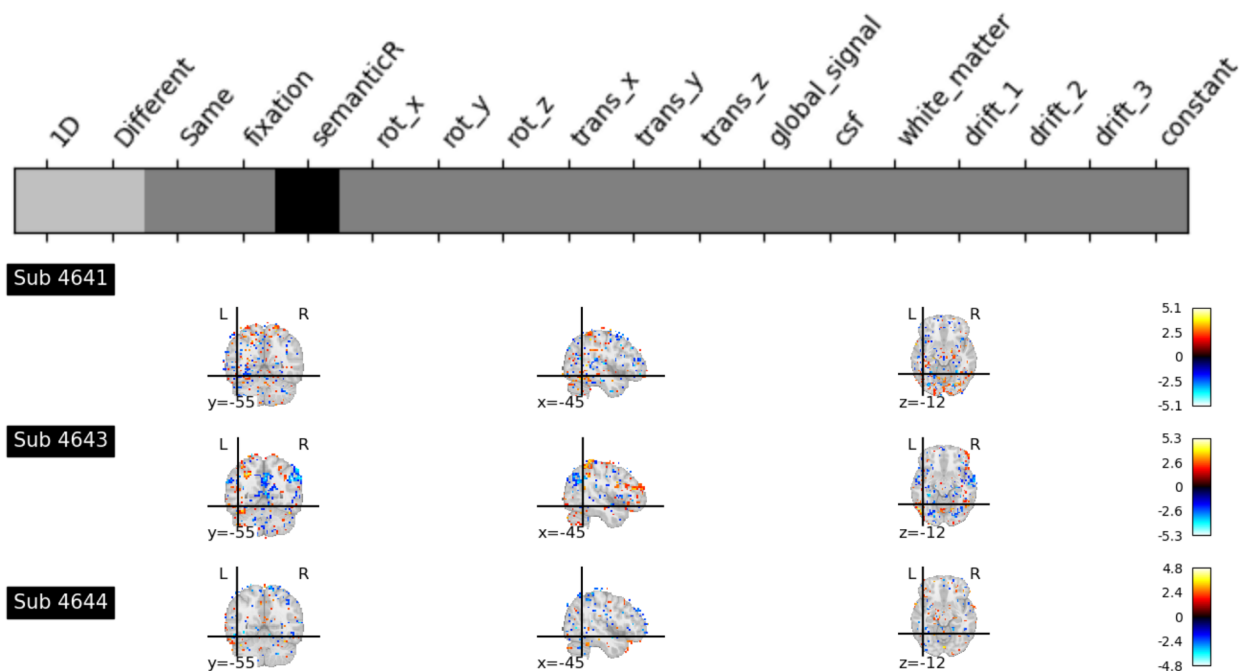 1D Different Same fixation semanticR rot_x rot_y rot_z trans_x trans_y trans_z global_signal csf white_matter drift_1 drift_2 drift_3 constant
Sub 4641
L R L R
5.1
2.5
0
-2.5
-5.1
y=-55 x=-45 z=-12
Sub 4643
L R L R
5.3
2.6
0
-2.6
-5.3
y=-55 x=-45 z=-12
Sub 4644
L R L R
4.8
2.4
0
-2.4
-4.8
y=-55 x=-45 z=-12